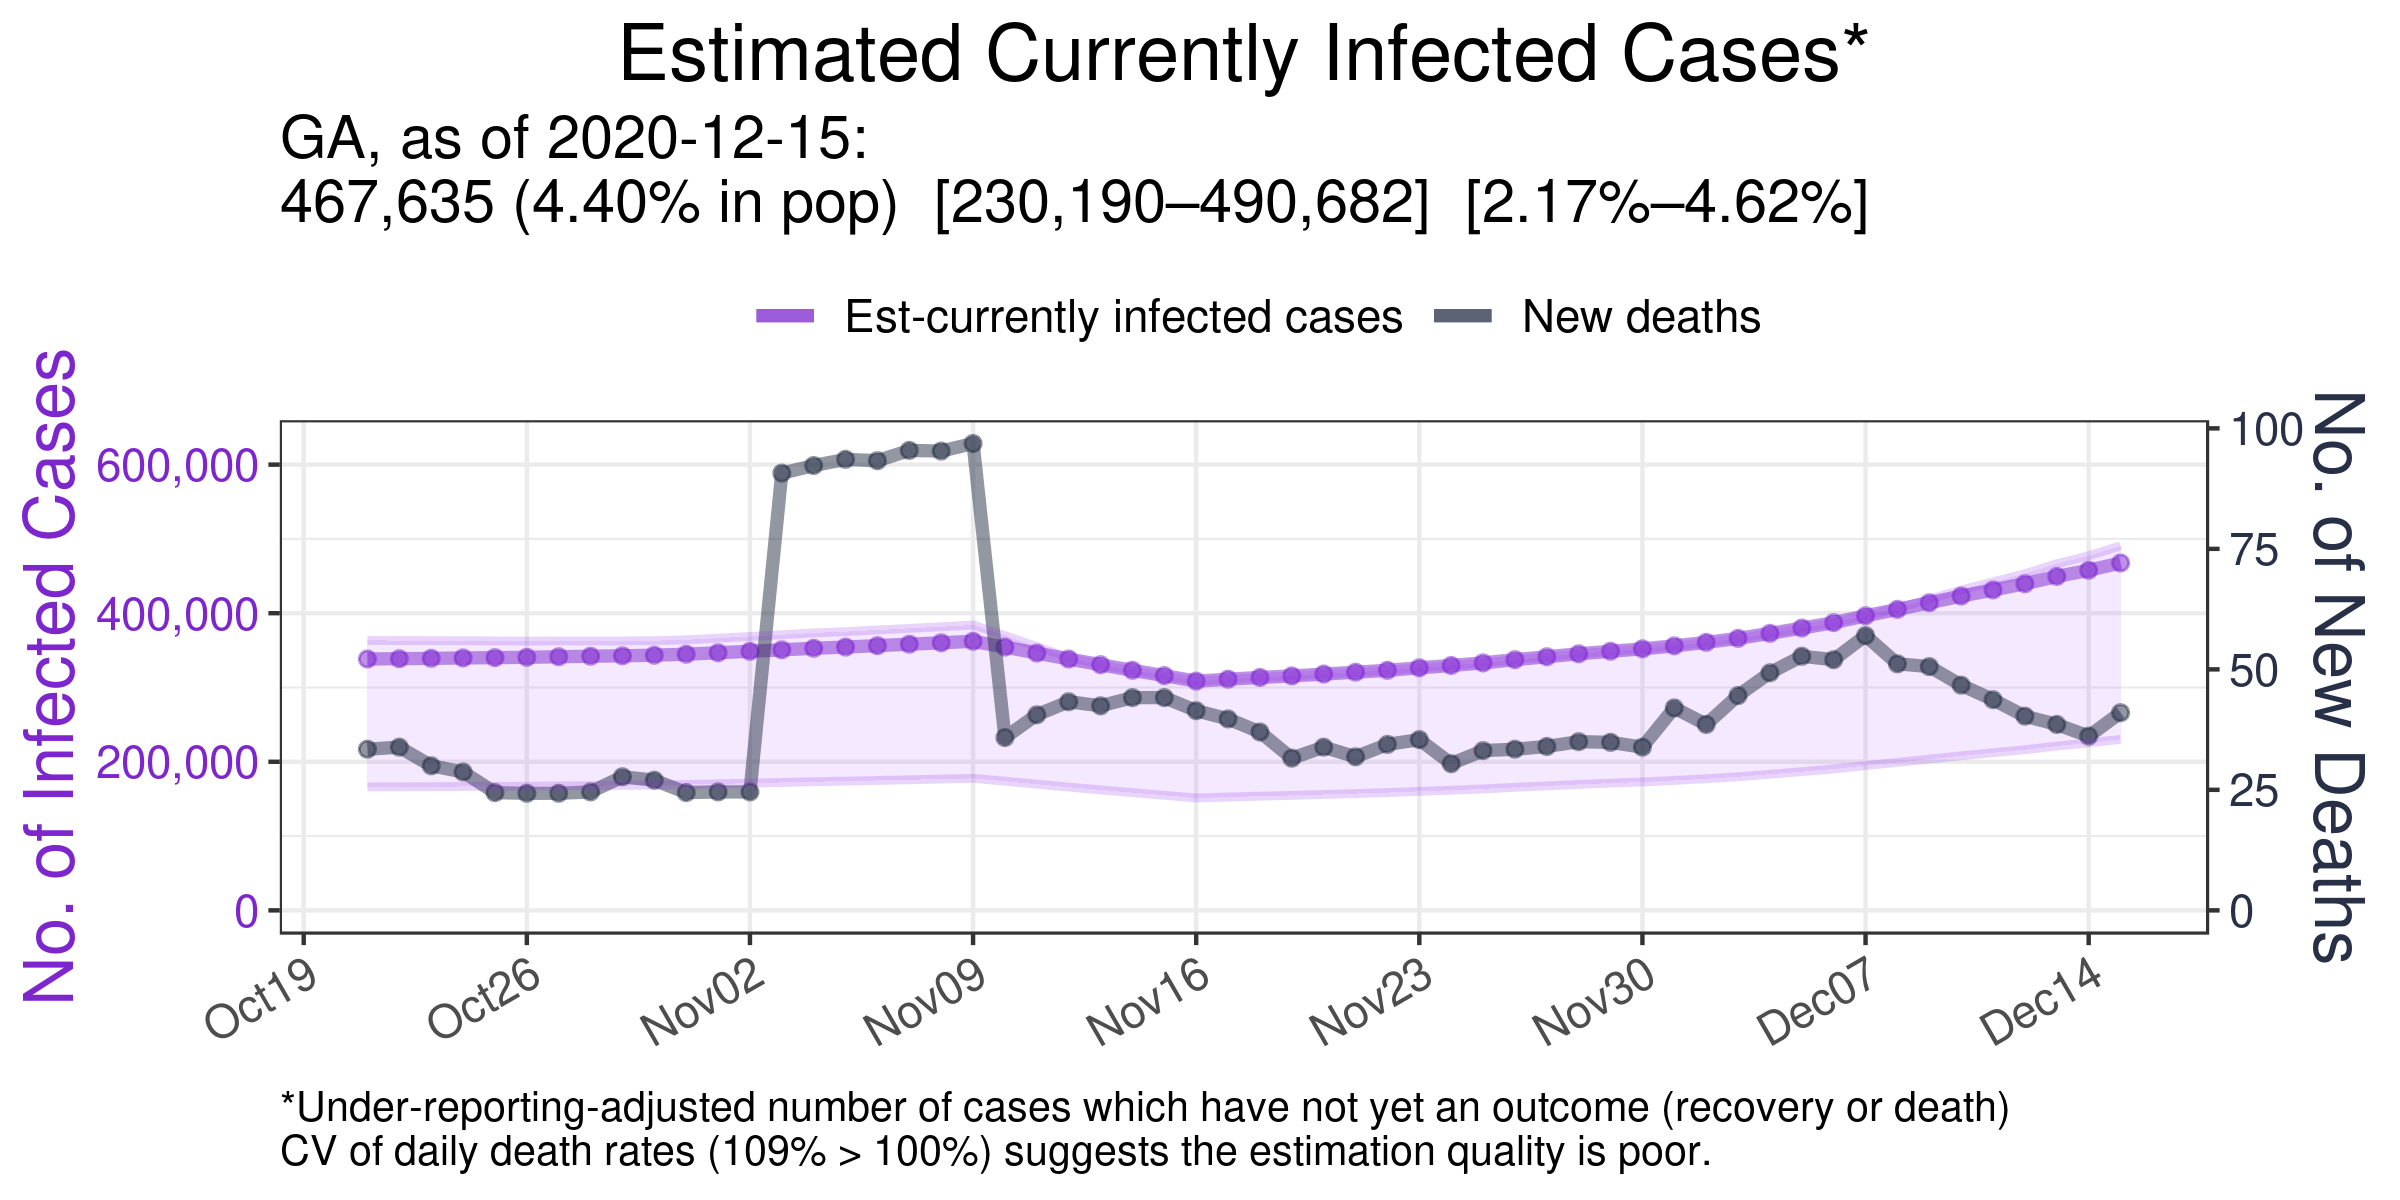 Estimated Currently Infected Cases*
GA, as of 2020-12-15:
467,635 (4.40% in pop)  [230,190–490,682]  [2.17%–4.62%]
Est-currently infected cases
New deaths
No. of Infected Cases
600,000
400,000
200,000
0
100
75
50
25
0
No. of New Deaths
Oct19
Oct26
Nov02
Nov09
Nov16
Nov23
Nov30
Dec07
Dec14
*Under-reporting-adjusted number of cases which have not yet an outcome (recovery or death)
CV of daily death rates (109% > 100%) suggests the estimation quality is poor.